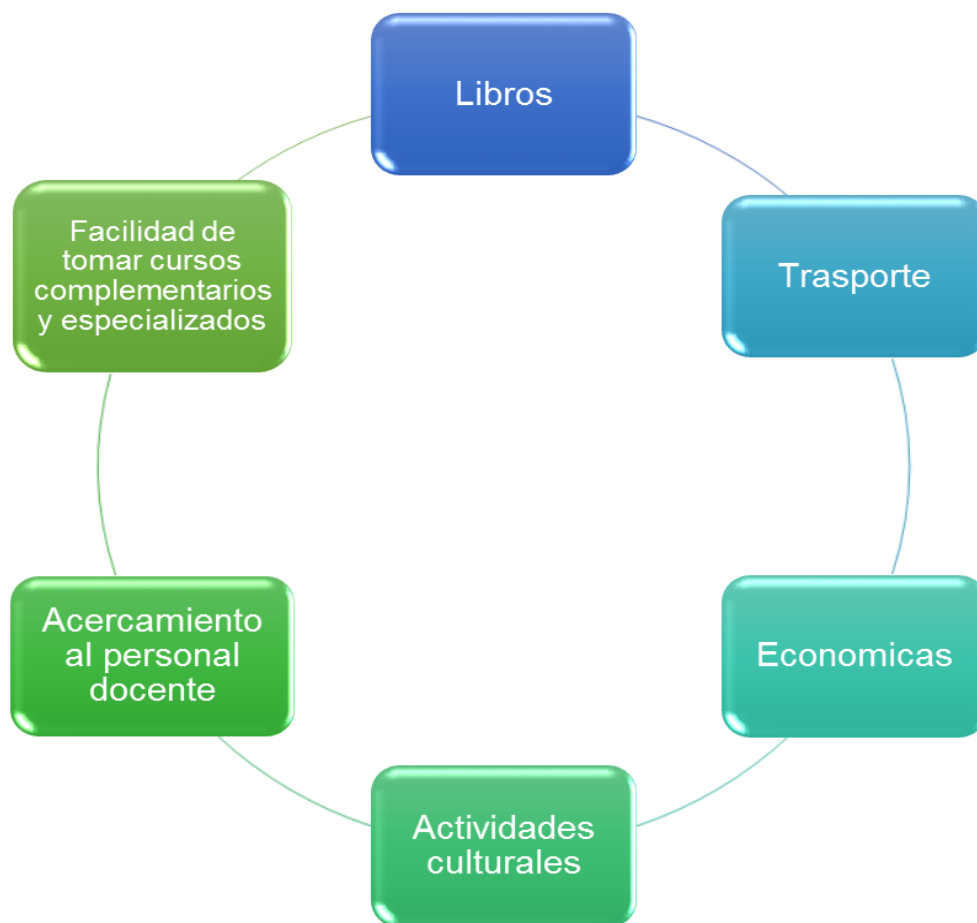 Libros
Trasporte
Economicas
Actividades
culturales
Acercamiento
al personal
docente
Facilidad de
tomar cursos
complementarios
y especializados